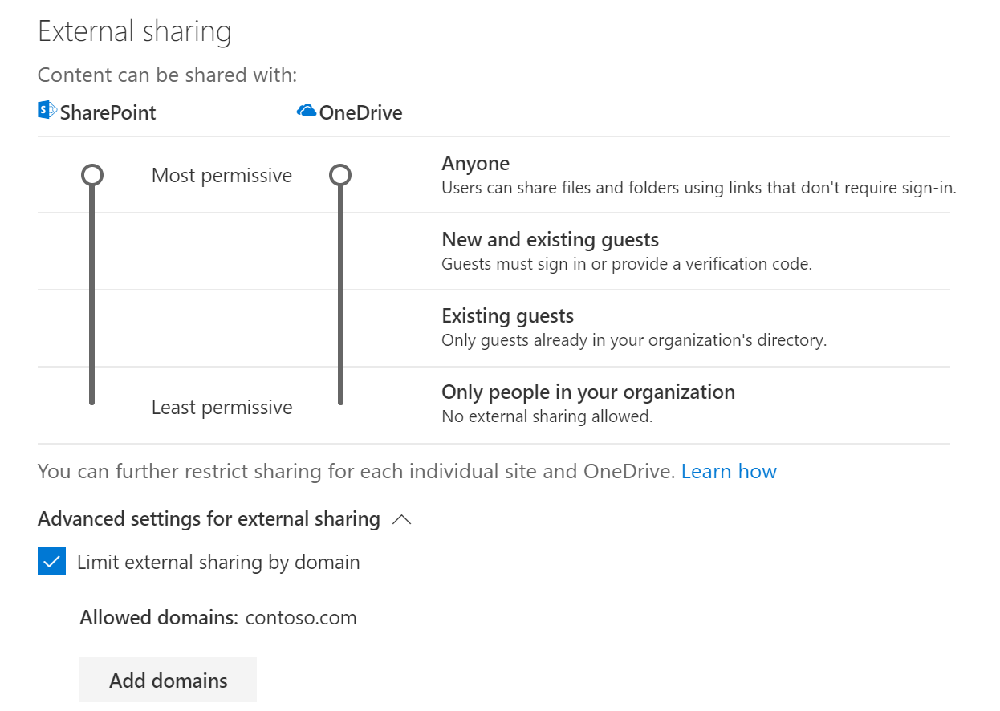 External sharing
Content can be shared with:
SharePoint OneDrive
Most permissive
Anyone
Users can share files and folders using links that don't require sign-in.
New and existing guests
Guests must sign in or provide a verification code.
Existing guests
Only guests already in your organization's directory.
Least permissive
Only people in your organization
No external sharing allowed.
You can further restrict sharing for each individual site and OneDrive. Learn how
Advanced settings for external sharing
Limit external sharing by domain
Allowed domains: contoso.com
Add domains